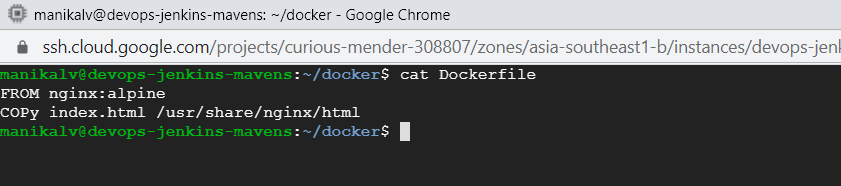 manikalv@devops-jenkins-mavens: ~/docker - Google Chrome
ssh.cloud.google.com/projects/curious-mender-308807/zones/asia-southeast1-b/instances/devops-jen
manikalv@devops-jenkins-mavens:~/docker$ cat Dockerfile
FROM nginx:alpine
COPy index.html /usr/share/nginx/html
manikalv@devops-jenkins-mavens:~/docker$